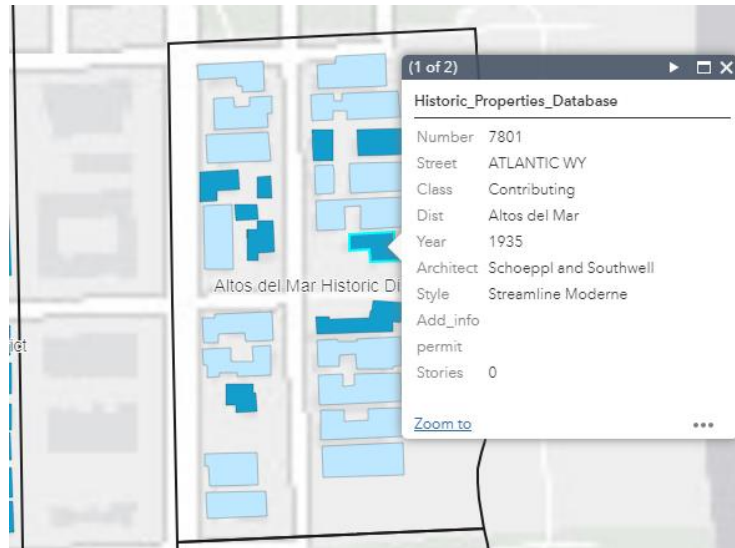 (1 of 2)
Historic_Properties_Database
Number 7801
Street ATLANTIC WY
Class Contributing
Dist Altos del Mar
Year 1935
Architect Schoeppl and Southwell
Style Streamline Moderne
Add_info
permit
Stories 0
Zoom to
Altos del Mar Historic Di
ict